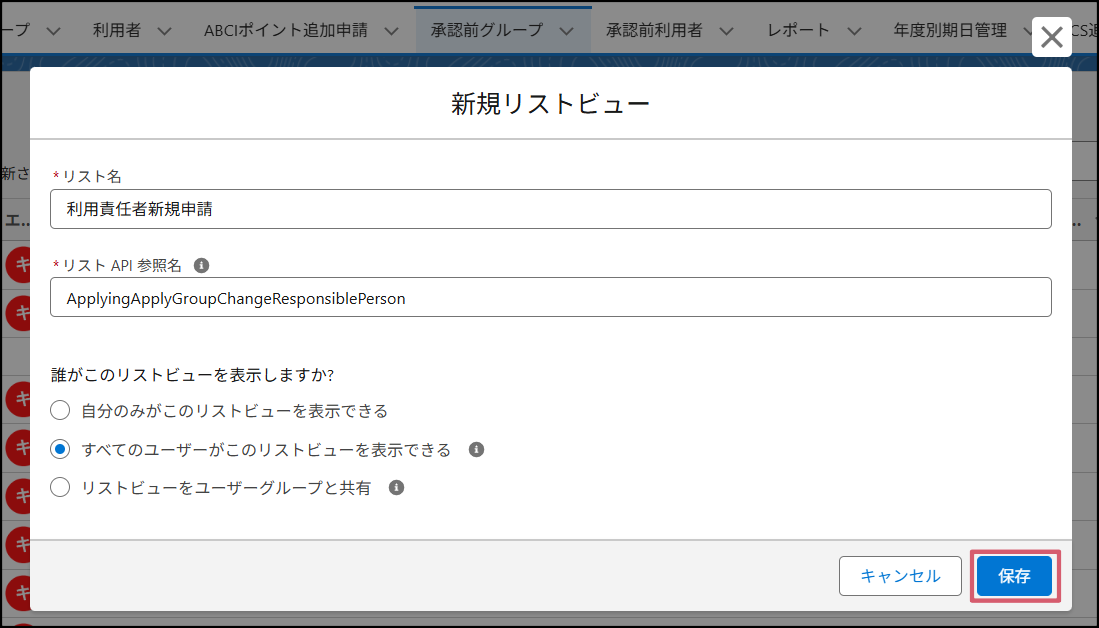 ープ 利用者 ABCIポイント追加申請 承認前グループ 承認前利用者 レポート 年度別期日管理 CS追
新規リストビュー
新さ
* リスト名
利用責任者新規申請
エ...
* リスト API 参照名
ApplyingApplyGroupChangeResponsiblePerson
誰がこのリストビューを表示しますか?
自分のみがこのリストビューを表示できる
すべてのユーザーがこのリストビューを表示できる
リストビューをユーザーグループと共有
キャンセル 保存